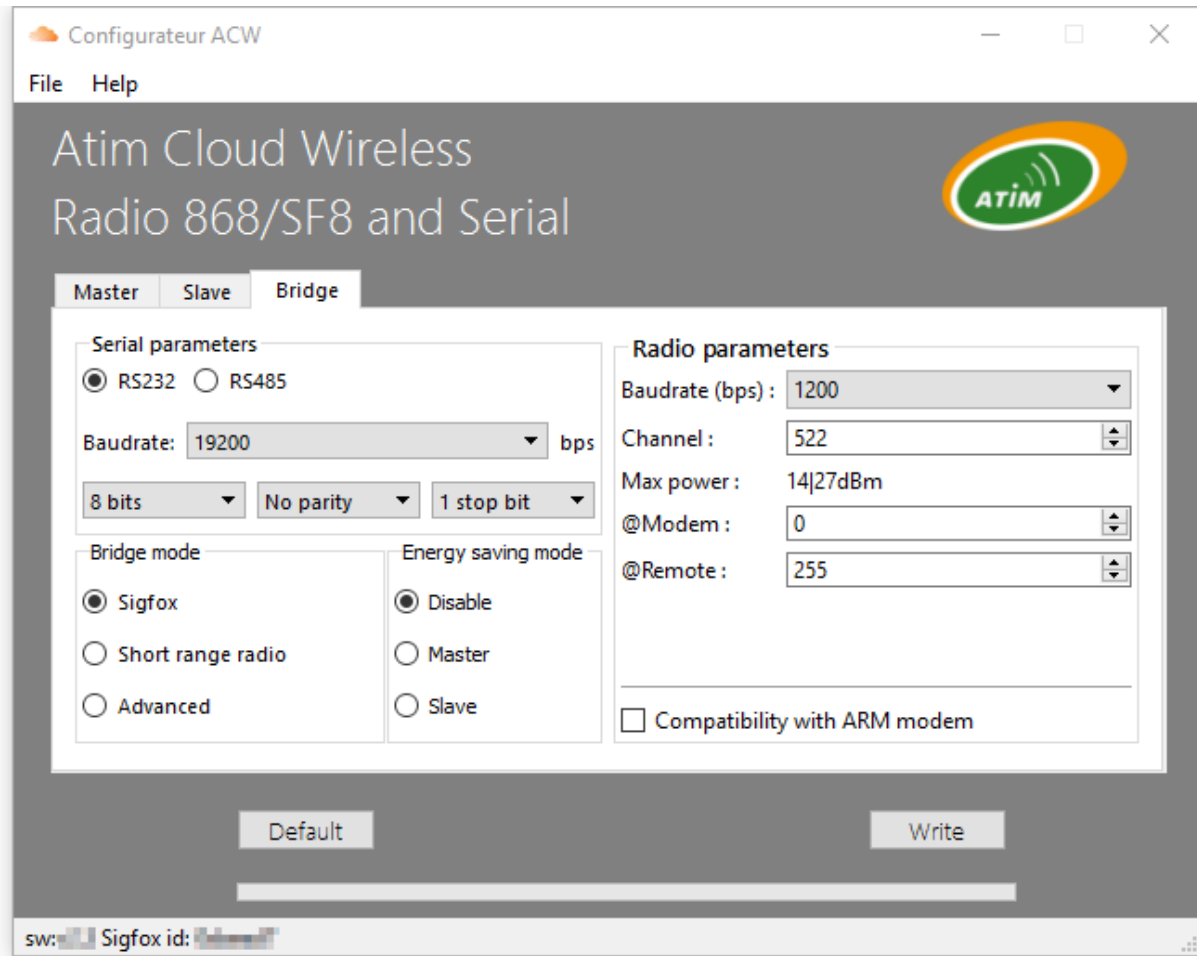 Configurateur ACW
File Help
Atim Cloud Wireless
Radio 868/SF8 and Serial
ATIM
Master Slave Bridge
Serial parameters
RS232 RS485
Baudrate: 19200 bps
8 bits No parity 1 stop bit
Bridge mode
Sigfox
Short range radio
Advanced
Energy saving mode
Disable
Master
Slave
Radio parameters
Baudrate (bps) : 1200
Channel : 522
Max power : 14|27dBm
@Modem : 0
@Remote : 255
Compatibility with ARM modem
Default Write
sw: Sigfox id: